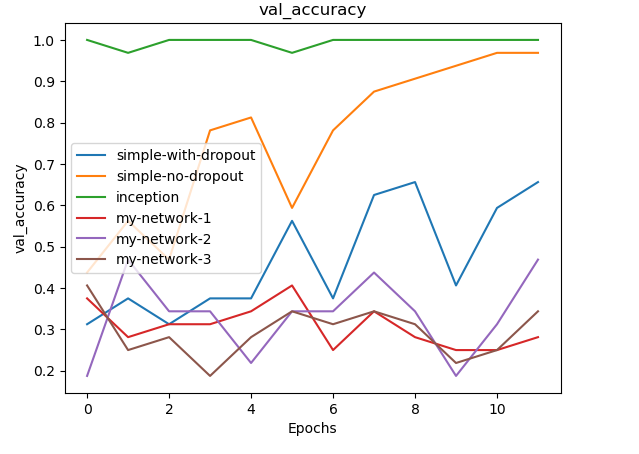 val_accuracy
1.0
0.9
0.8
0.7
0.6
0.5
0.4
0.3
0.2
val_accuracy
simple-with-dropout
simple-no-dropout
inception
my-network-1
my-network-2
my-network-3
0 2 4 6 8 10
Epochs